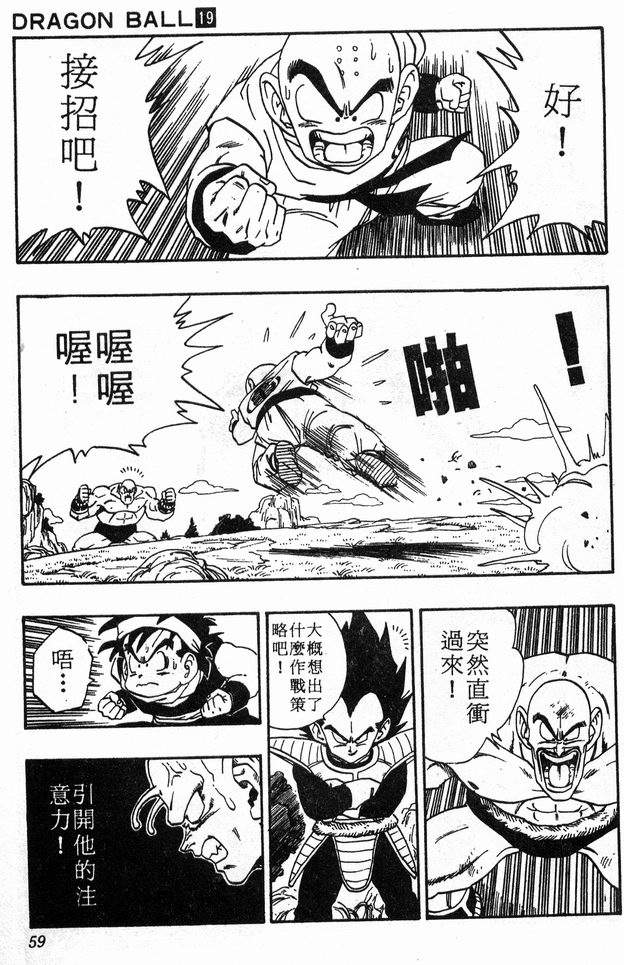 DRAGON BALL 19
好！
接招吧！
！
啪
喔喔
喔喔！
突然直衝
過來！
大概想出了
什麼作戰策
略吧！
唔…
引開他的注
意力！
59